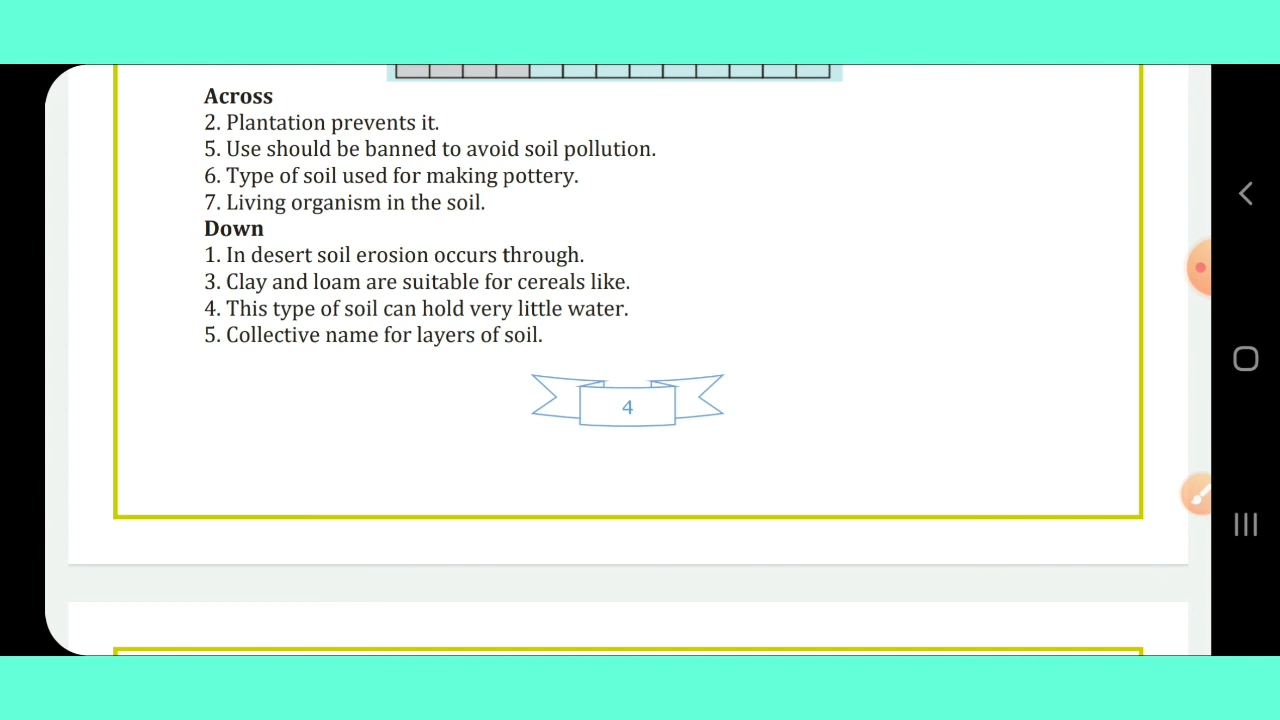 Across
2. Plantation prevents it.
5. Use should be banned to avoid soil pollution.
6. Type of soil used for making pottery.
7. Living organism in the soil.
Down
1. In desert soil erosion occurs through.
3. Clay and loam are suitable for cereals like.
4. This type of soil can hold very little water.
5. Collective name for layers of soil.
4